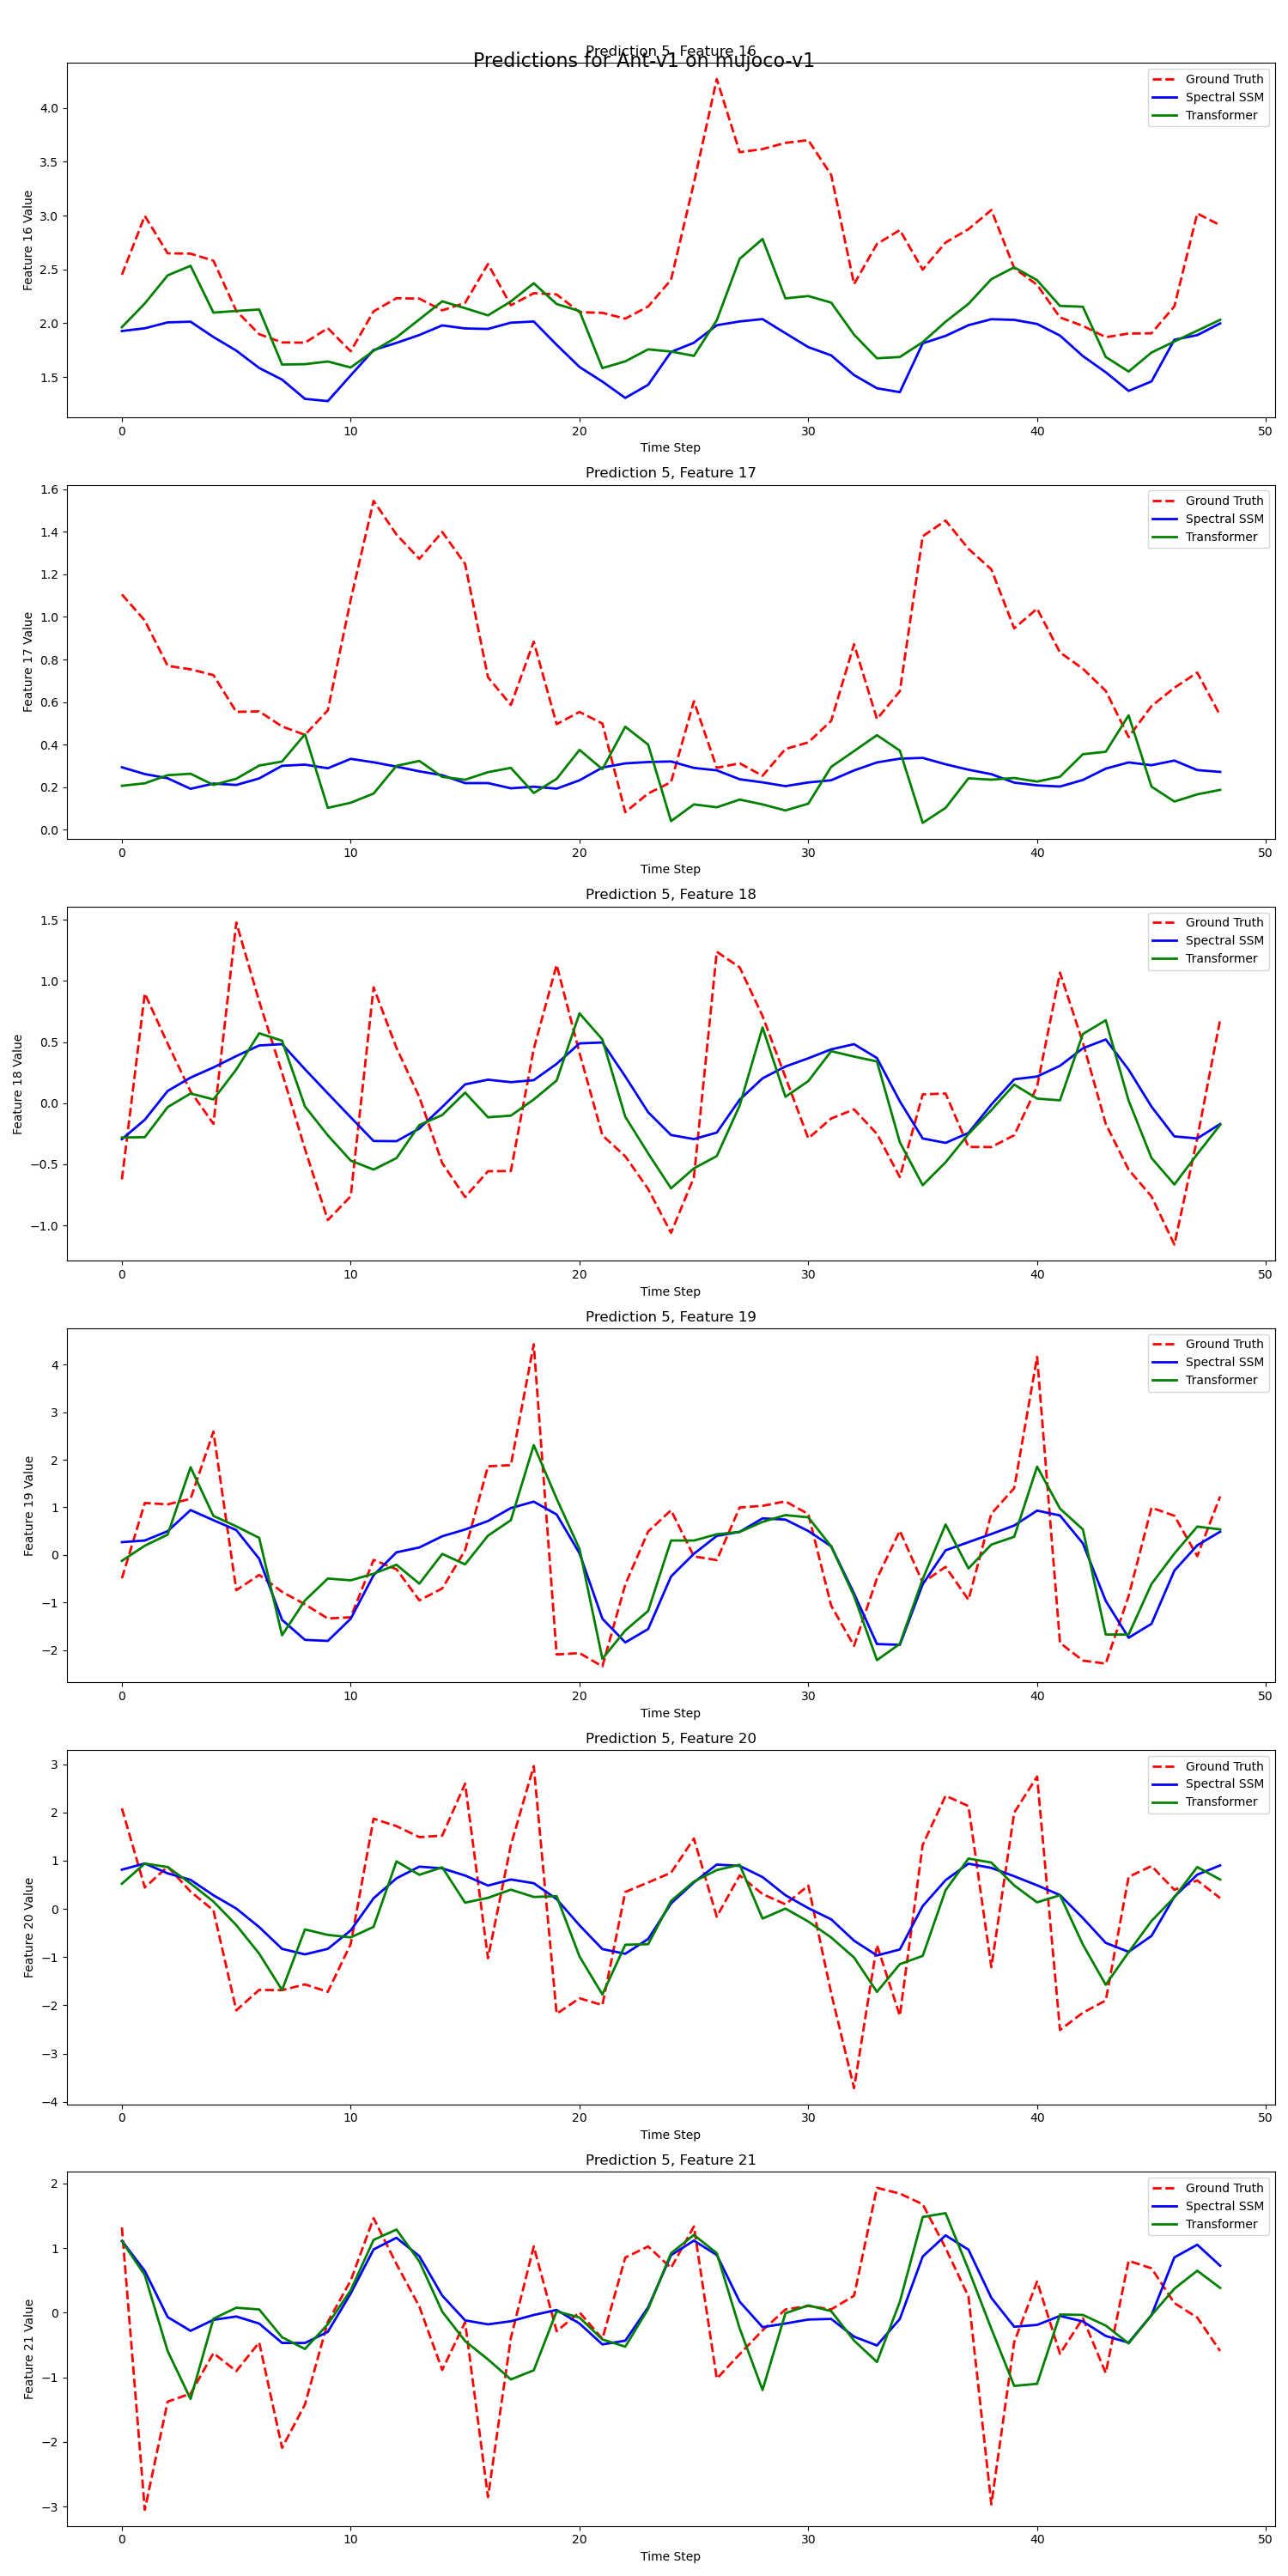 Prediction 5, Feature 16
Predictions for Ant-v1 on mujoco-v1
Ground Truth
Spectral SSM
Transformer
Feature 16 Value
4.0
3.5
3.0
2.5
2.0
1.5
0 10 20 30 40 50
Time Step
Prediction 5, Feature 17
Ground Truth
Spectral SSM
Transformer
Feature 17 Value
1.6
1.4
1.2
1.0
0.8
0.6
0.4
0.2
0.0
0 10 20 30 40 50
Time Step
Prediction 5, Feature 18
Ground Truth
Spectral SSM
Transformer
Feature 18 Value
1.5
1.0
0.5
0.0
−0.5
−1.0
0 10 20 30 40 50
Time Step
Prediction 5, Feature 19
Ground Truth
Spectral SSM
Transformer
Feature 19 Value
4
3
2
1
0
−1
−2
0 10 20 30 40 50
Time Step
Prediction 5, Feature 20
Ground Truth
Spectral SSM
Transformer
Feature 20 Value
3
2
1
0
−1
−2
−3
−4
0 10 20 30 40 50
Time Step
Prediction 5, Feature 21
Ground Truth
Spectral SSM
Transformer
Feature 21 Value
2
1
0
−1
−2
−3
0 10 20 30 40 50
Time Step